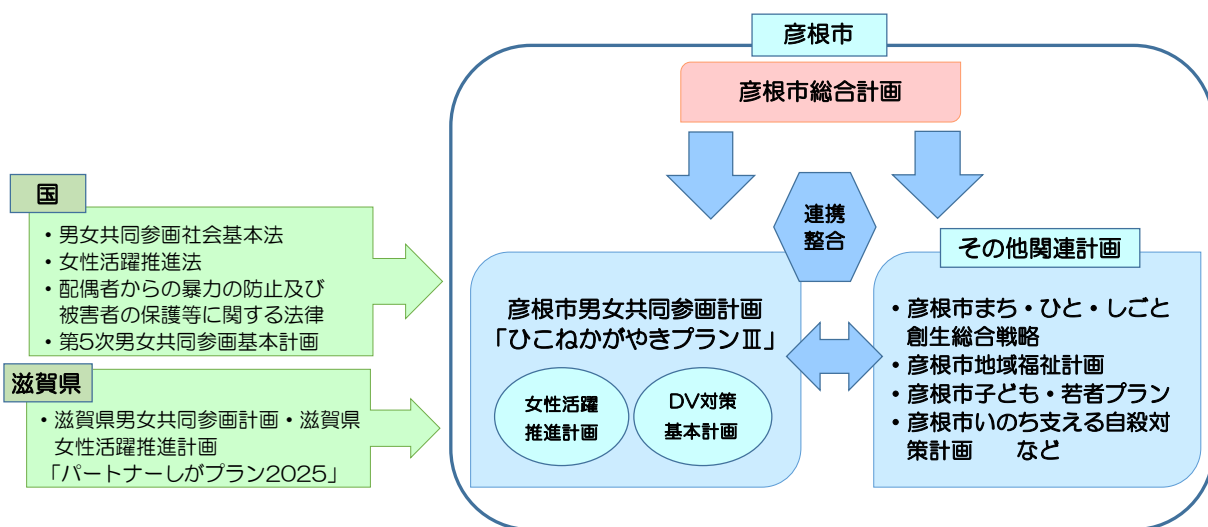 彦根市
彦根市総合計画
国
・男女共同参画社会基本法
・女性活躍推進法
・配偶者からの暴力の防止及び
被害者の保護等に関する法律
・第5次男女共同参画基本計画
滋賀県
・滋賀県男女共同参画計画・滋賀県
女性活躍推進計画
「パートナーしがプラン2025」
連携
整合
彦根市男女共同参画計画
「ひこねかがやきプランⅢ」
女性活躍
推進計画
DV対策
基本計画
その他関連計画
・彦根市まち・ひと・しごと
創生総合戦略
・彦根市地域福祉計画
・彦根市子ども・若者プラン
・彦根市いのち支える自殺対
策計画　　など